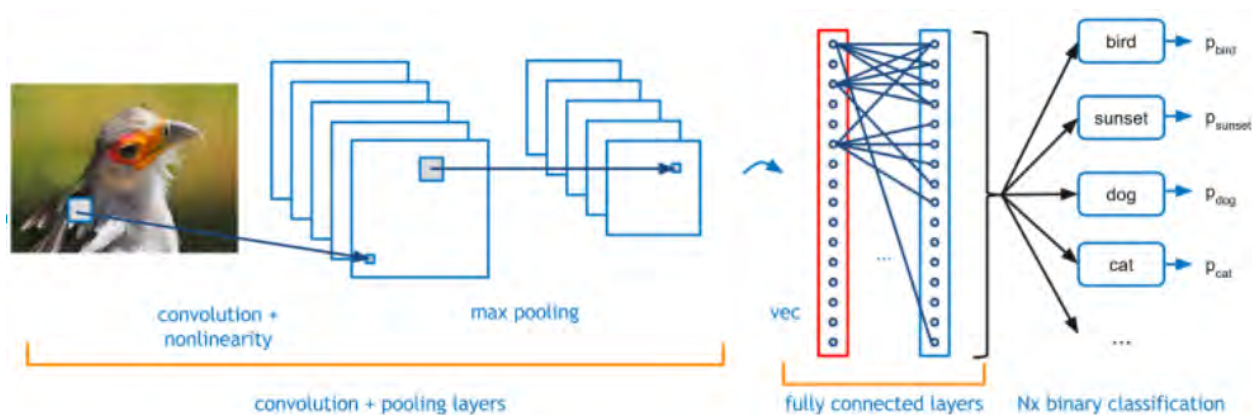 convolution +
nonlinearity
max pooling
convolution + pooling layers
vec
...
fully connected layers
bird
p_bird
sunset
p_sunset
dog
p_dog
cat
p_cat
...
Nx binary classification